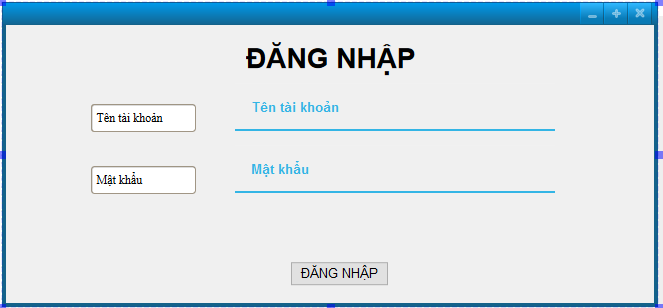 ĐĂNG NHẬP
Tên tài khoản
Tên tài khoản
Mật khẩu
Mật khẩu
ĐĂNG NHẬP